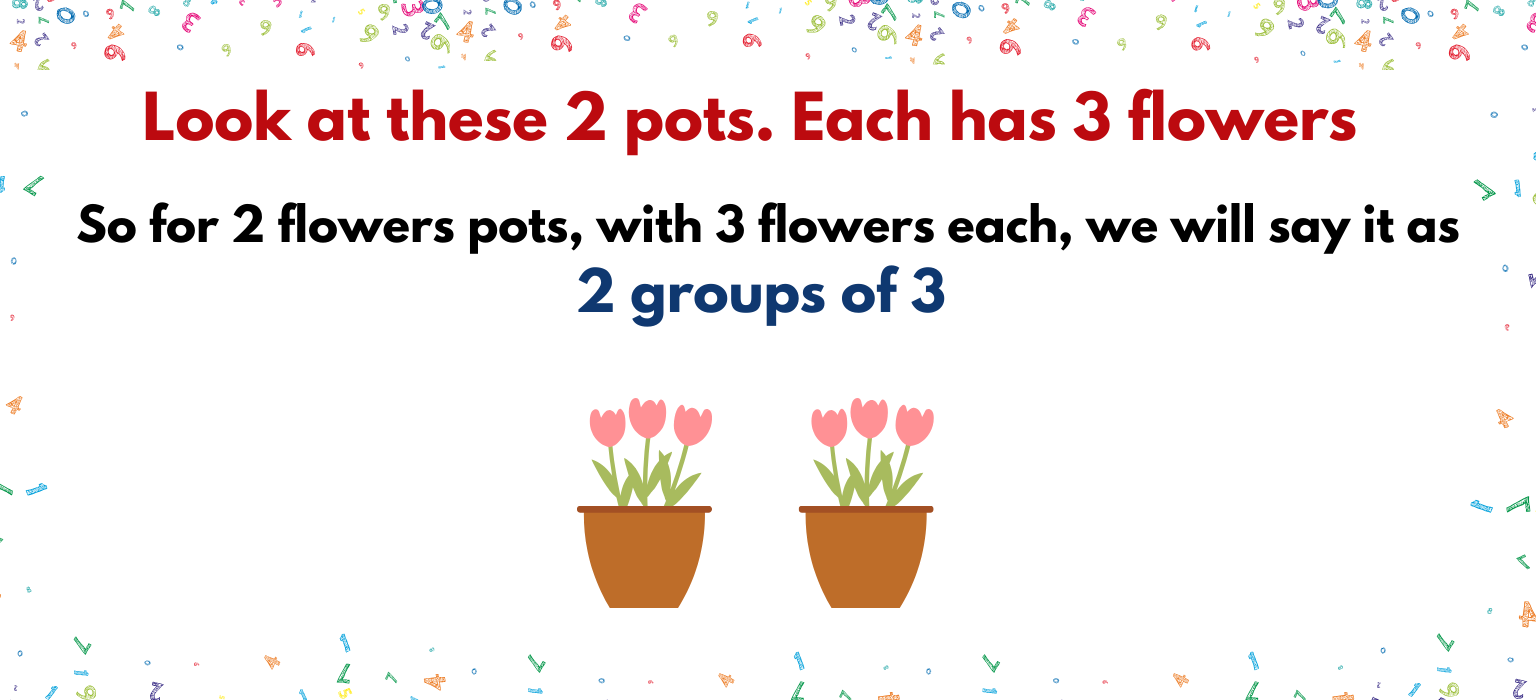 Look at these 2 pots. Each has 3 flowers
So for 2 flowers pots, with 3 flowers each, we will say it as
2 groups of 3